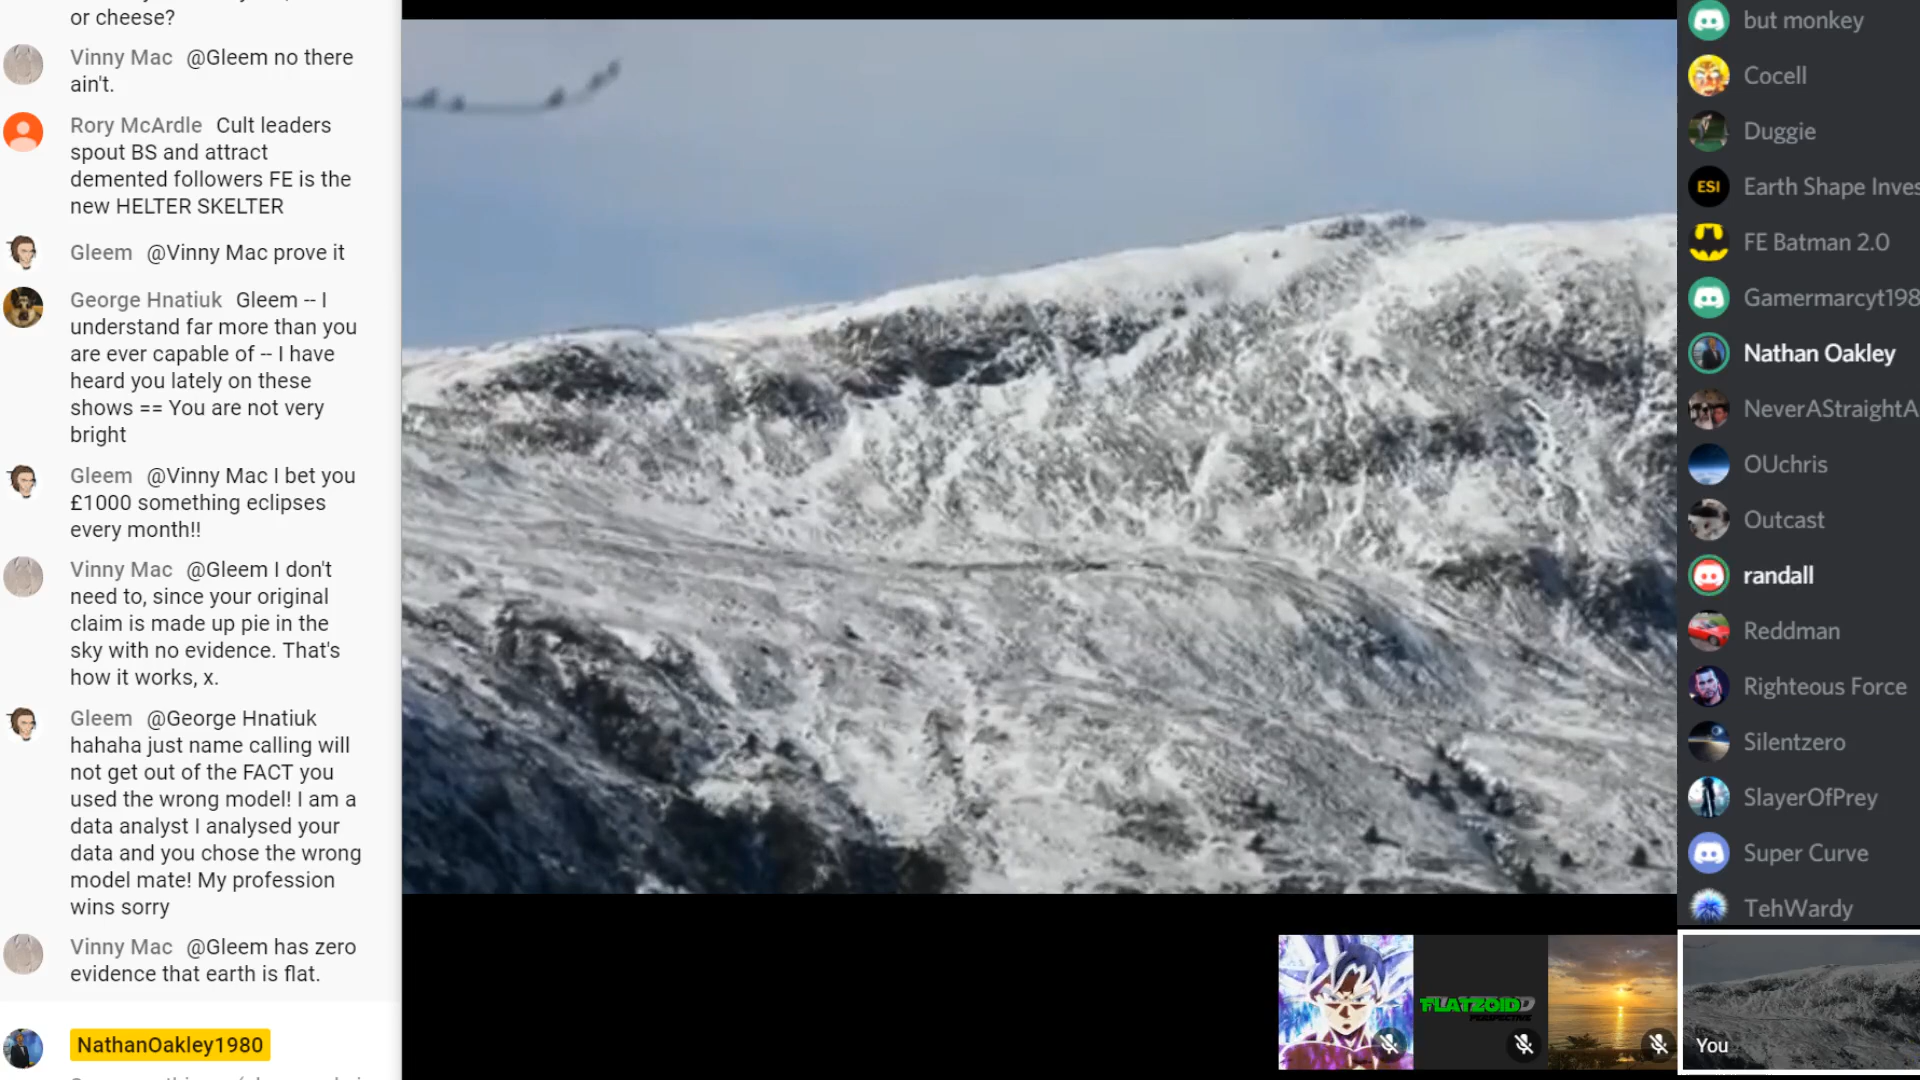 or cheese?
Vinny Mac @Gleem no there
ain't.
Rory McArdle Cult leaders
spout BS and attract
demented followers FE is the
new HELTER SKELTER
Gleem @Vinny Mac prove it
George Hnatiuk Gleem -- I
understand far more than you
are ever capable of -- I have
heard you lately on these
shows == You are not very
bright
Gleem @Vinny Mac I bet you
£1000 something eclipses
every month!!
Vinny Mac @Gleem I don't
need to, since your original
claim is made up pie in the
sky with no evidence. That's
how it works, x.
Gleem @George Hnatiuk
hahaha just name calling will
not get out of the FACT you
used the wrong model! I am a
data analyst I analysed your
data and you chose the wrong
model mate! My profession
wins sorry
Vinny Mac @Gleem has zero
evidence that earth is flat.
NathanOakley1980
but monkey
Cocell
Duggie
ESI
Earth Shape Inves
FE Batman 2.0
Gamermarcyt198
Nathan Oakley
NeverAStraightA
OUchris
Outcast
randall
Reddman
Righteous Force
Silentzero
SlayerOfPrey
Super Curve
TehWardy
FLATZOIDD
PERSPECTIVE
You